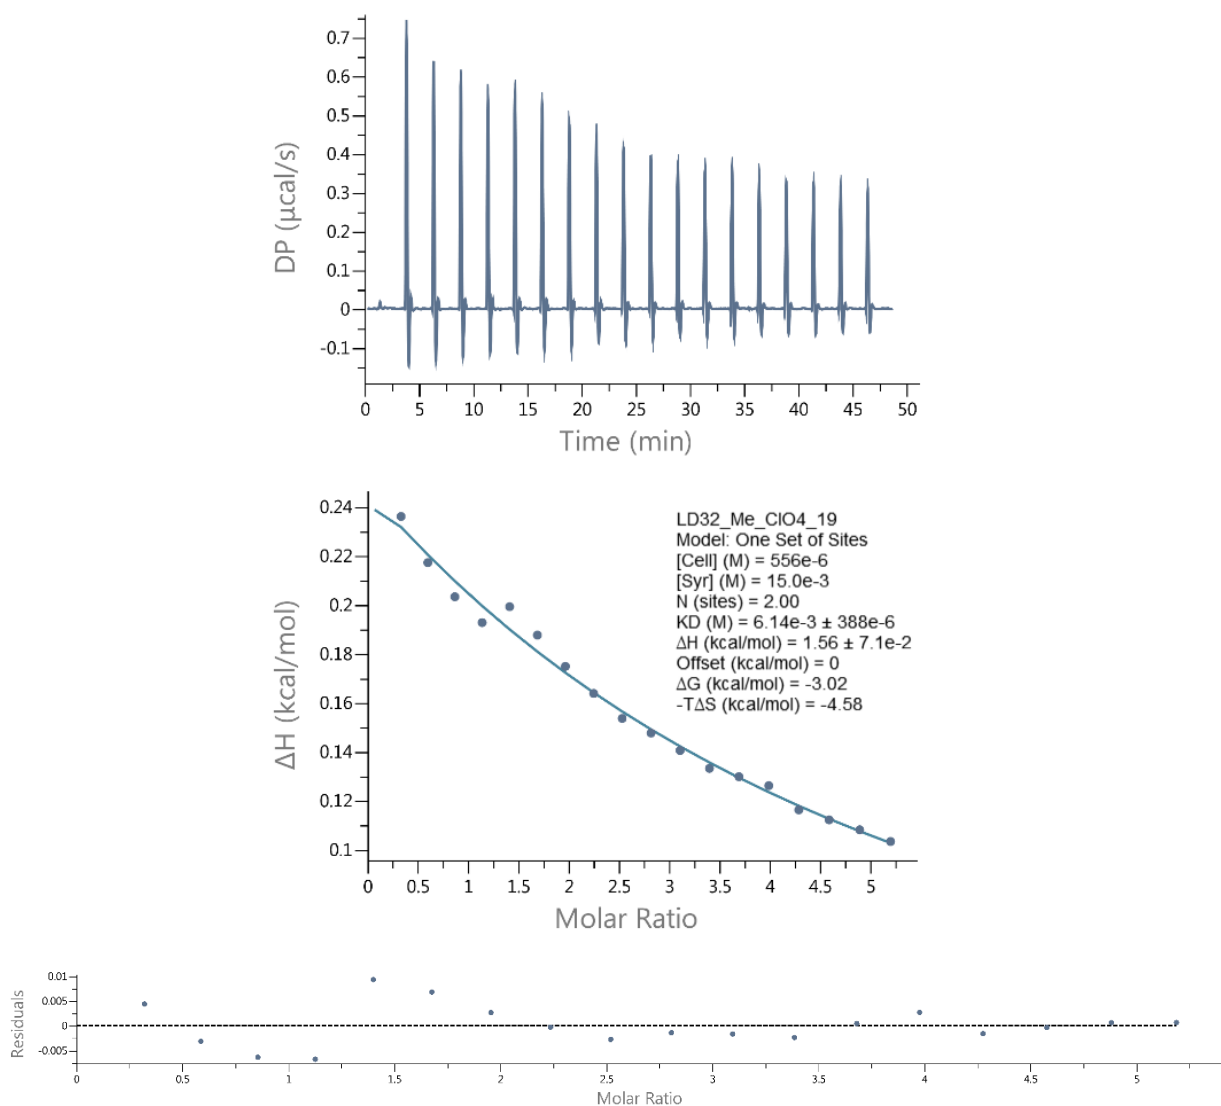 0.7
0.6
0.5
0.4
0.3
0.2
0.1
0
-0.1
DP (µcal/s)
0 5 10 15 20 25 30 35 40 45 50
Time (min)
0.24
0.22
0.2
0.18
0.16
0.14
0.12
0.1
ΔH (kcal/mol)
LD32_Me_ClO4_19
Model: One Set of Sites
[Cell] (M) = 556e-6
[Syr] (M) = 15.0e-3
N (sites) = 2.00
KD (M) = 6.14e-3 ± 388e-6
ΔH (kcal/mol) = 1.56 ± 7.1e-2
Offset (kcal/mol) = 0
ΔG (kcal/mol) = -3.02
-TΔS (kcal/mol) = -4.58
0 0.5 1 1.5 2 2.5 3 3.5 4 4.5 5
Molar Ratio
0.01
0.005
0
-0.005
Residuals
0 0.5 1 1.5 2 2.5 3 3.5 4 4.5 5
Molar Ratio